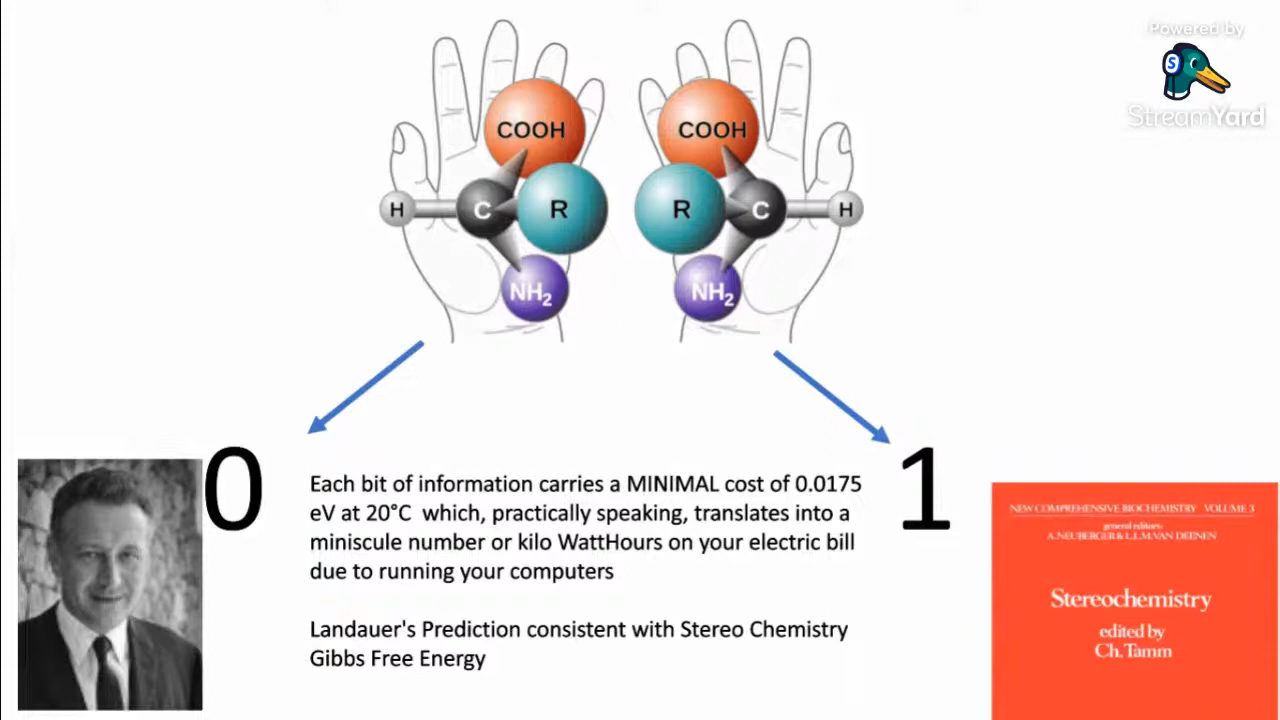 Powered by
StreamYard
COOH
COOH
H
C
R
R
C
H
NH2
NH2
0
1
Each bit of information carries a MINIMAL cost of 0.0175
eV at 20°C which, practically speaking, translates into a
miniscule number or kilo WattHours on your electric bill
due to running your computers
Landauer's Prediction consistent with Stereo Chemistry
Gibbs Free Energy
NEW COMPREHENSIVE BIOCHEMISTRY VOLUME 3
general editors:
A. NEUBERGER & L.L.M. VAN DEENEN
Stereochemistry
edited by
Ch. Tamm